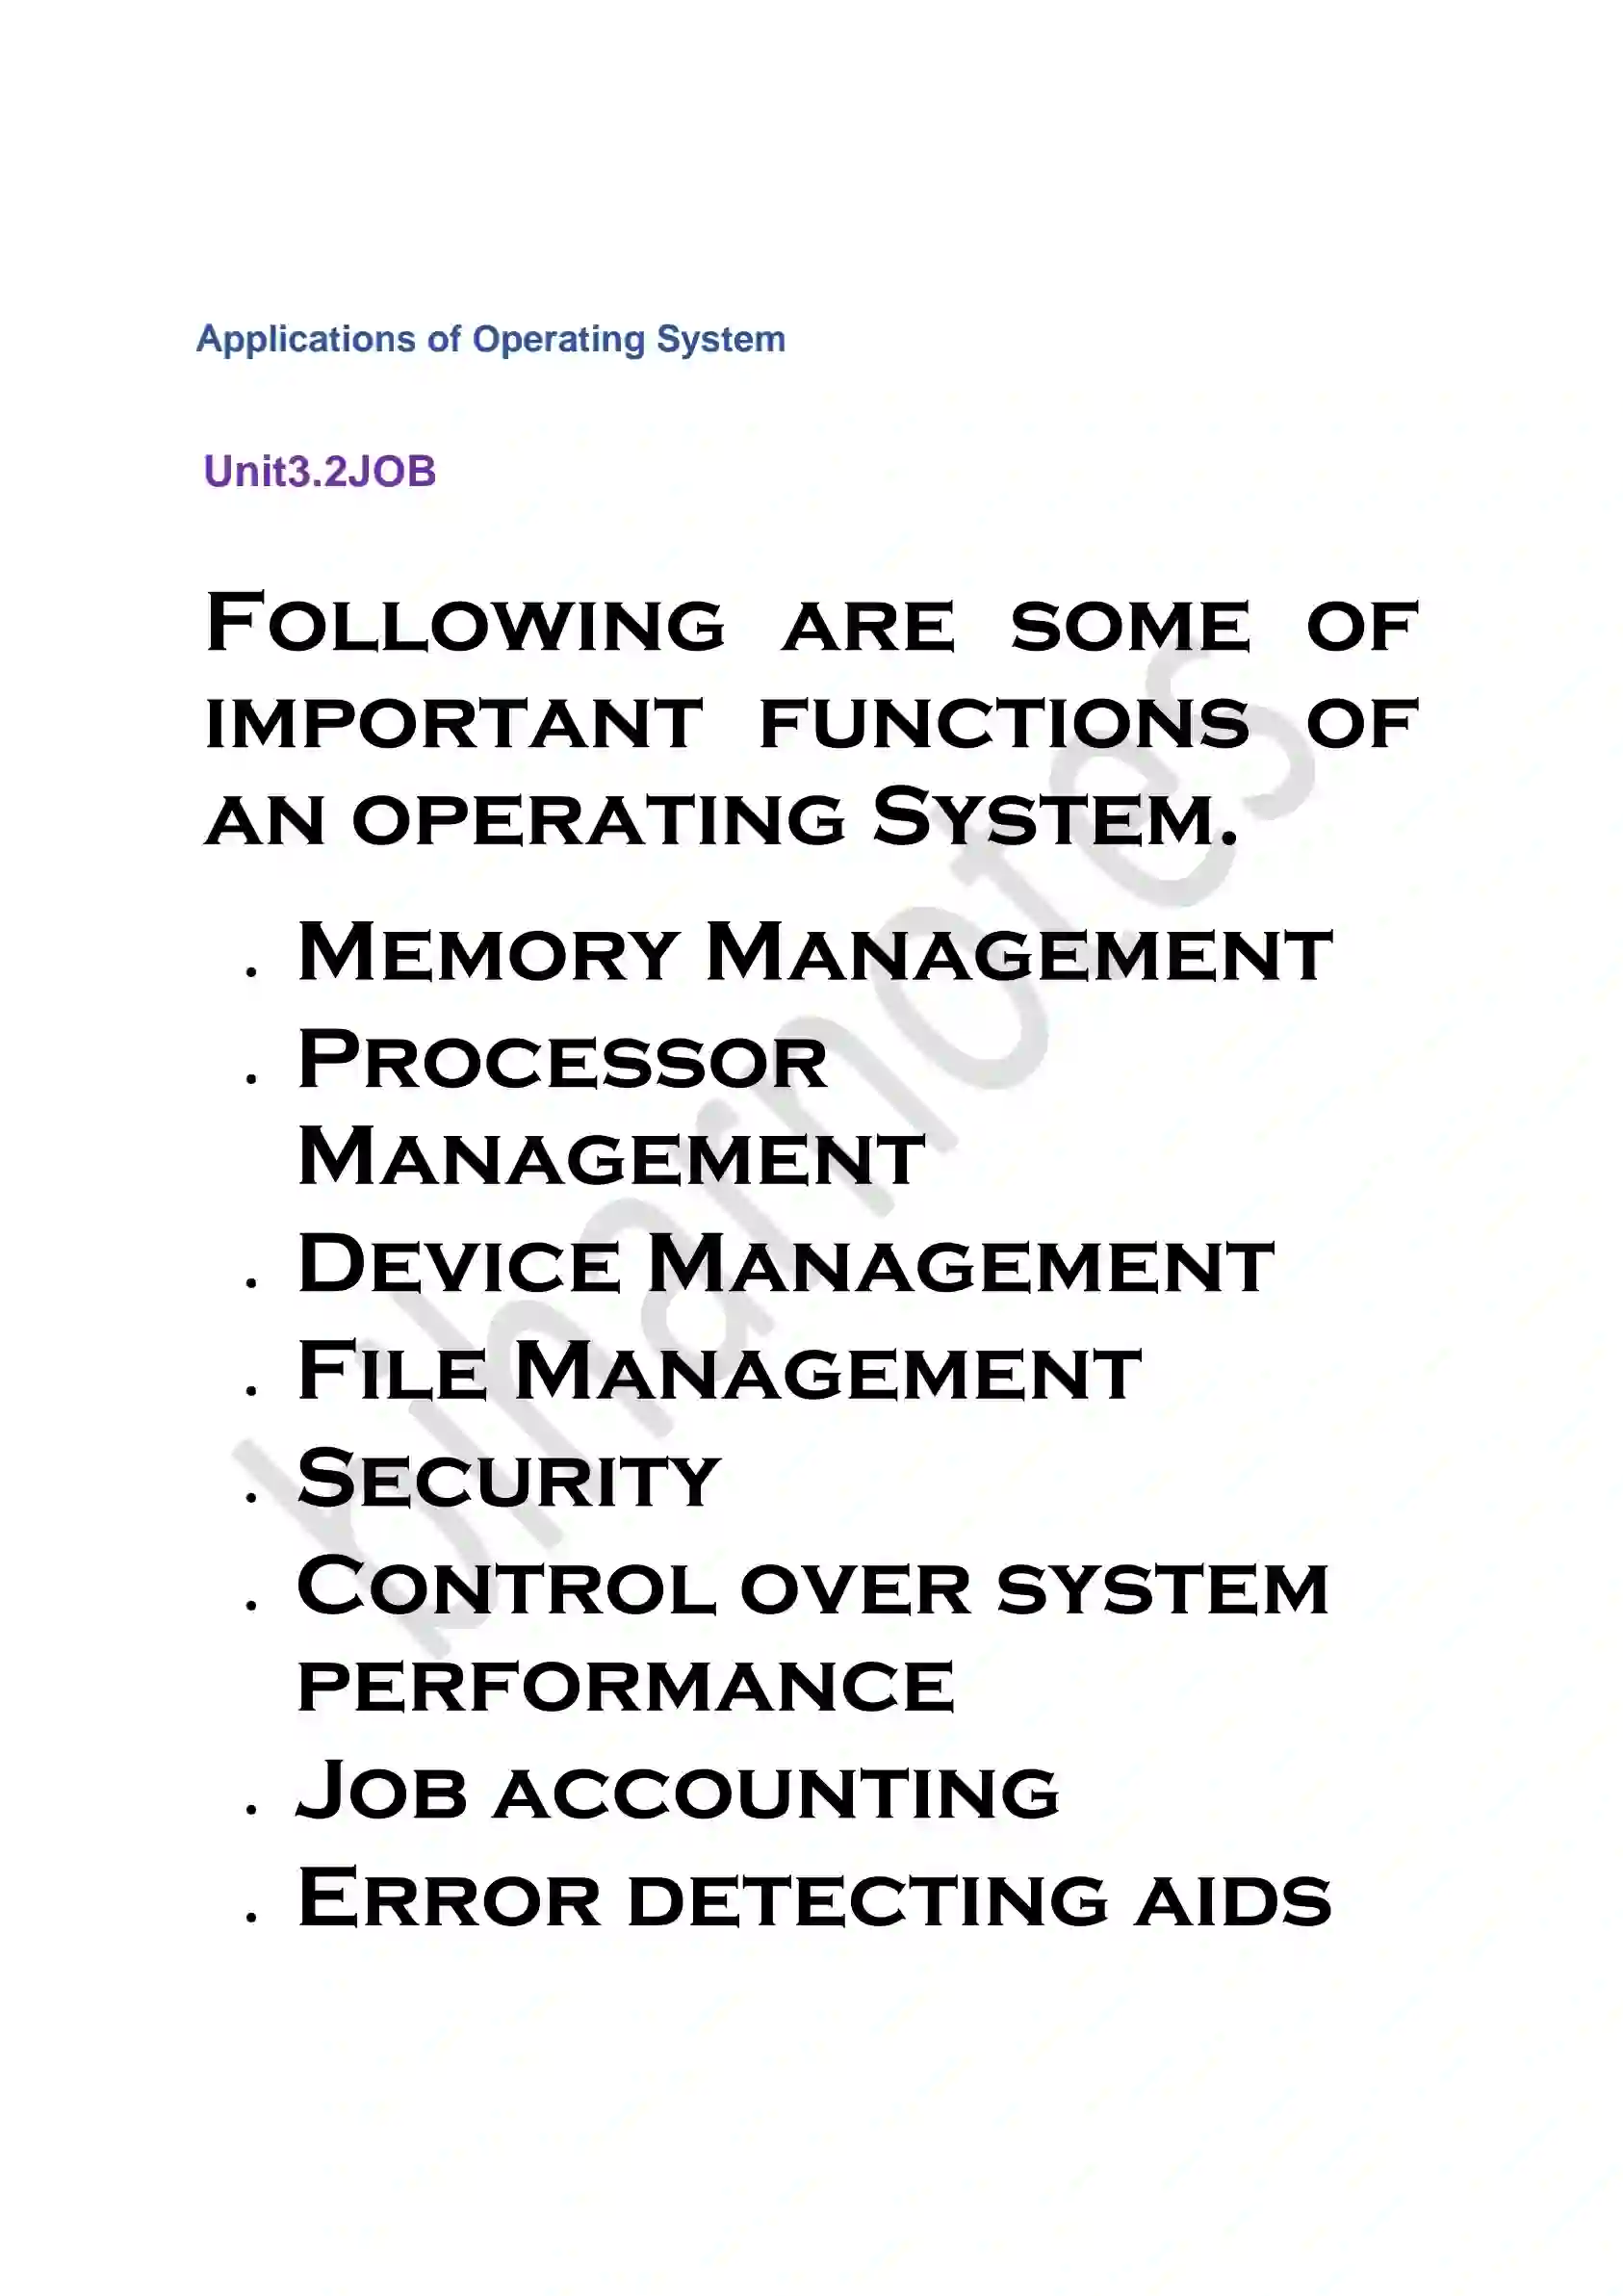 Applications of Operating System
Unit3.2JOB
Following are some of
important functions of
an operating System.
. Memory Management
. Processor
Management
. Device Management
. File Management
. Security
. Control over system
performance
. Job accounting
. Error detecting aids
biharnotes